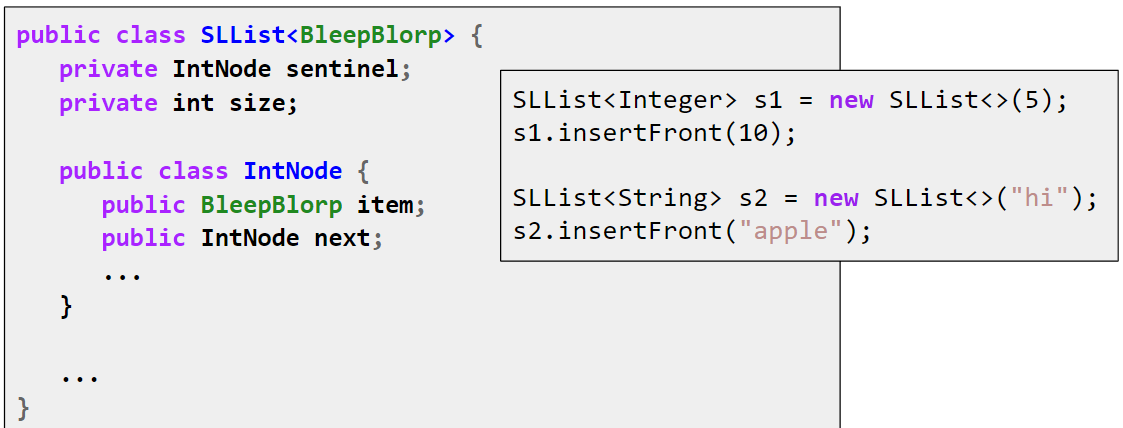 public class SLList<BleepBlorp> {
   private IntNode sentinel;
   private int size;

   public class IntNode {
      public BleepBlorp item;
      public IntNode next;
      ...
   }

   ...
}

SLList<Integer> s1 = new SLList<>(5);
s1.insertFront(10);

SLList<String> s2 = new SLList<>("hi");
s2.insertFront("apple");